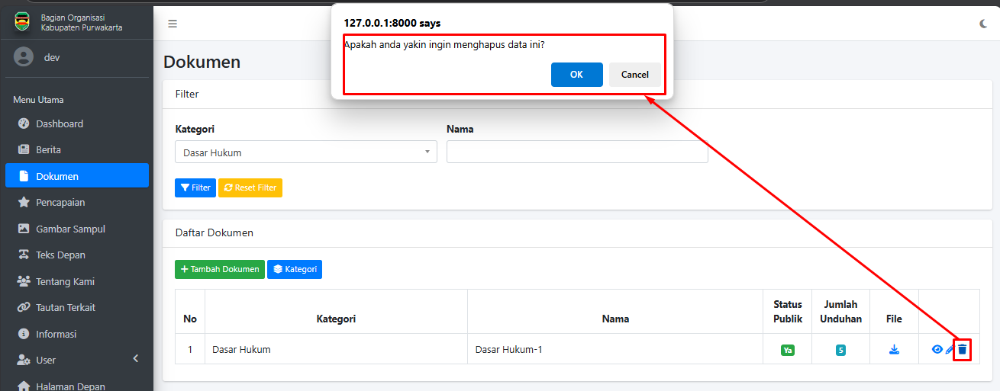 Bagian Organisasi
Kabupaten Purwakarta
dev
Menu Utama
Dashboard
Berita
Dokumen
Pencapaian
Gambar Sampul
Teks Depan
Tentang Kami
Tautan Terkait
Informasi
User
Halaman Depan
127.0.0.1:8000 says
Apakah anda yakin ingin menghapus data ini?
OK Cancel
Dokumen
Filter
Kategori Nama
Dasar Hukum
Filter Reset Filter
Daftar Dokumen
Tambah Dokumen Kategori
No Kategori Nama Status Publik Jumlah Unduhan File
1 Dasar Hukum Dasar Hukum-1 Ya 5